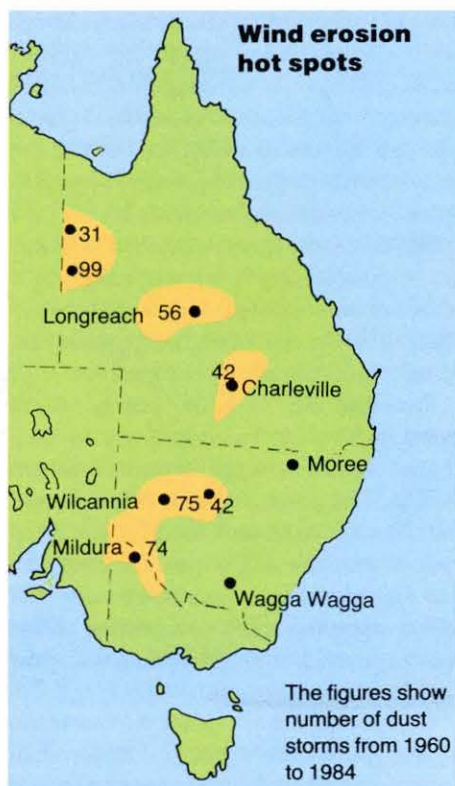 Wind erosion
hot spots
31
99
Longreach 56
42
Charleville
Moree
Wilcannia 75 42
Mildura 74
Wagga Wagga
The figures show
number of dust
storms from 1960
to 1984